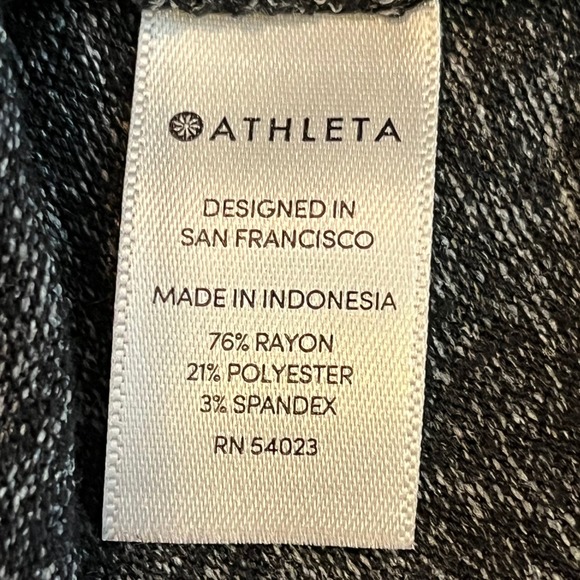 ATHLETA
DESIGNED IN
SAN FRANCISCO
MADE IN INDONESIA
76% RAYON
21% POLYESTER
3% SPANDEX
RN 54023